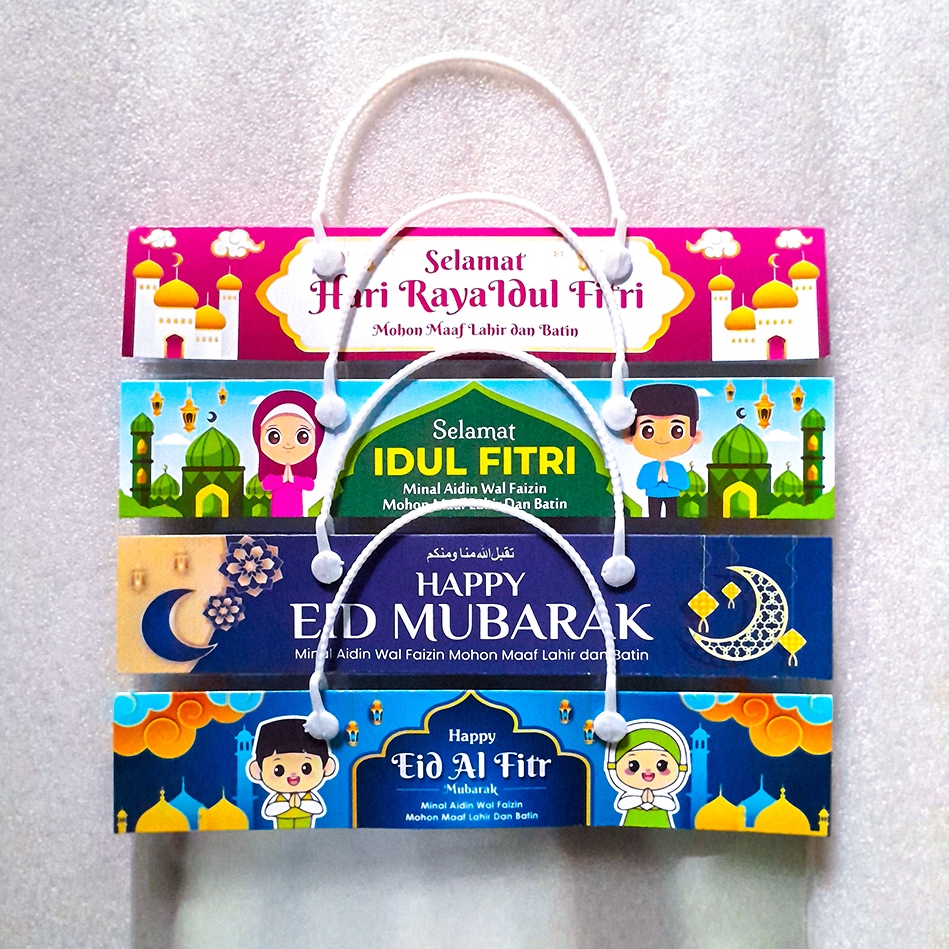 Selamat
Hari RayaIdul Fitri
Mohon Maaf Lahir dan Batin
Selamat
IDUL FITRI
Minal Aidin Wal Faizin
Mohon Maaf Lahir Dan Batin
تقبل الله منا ومنكم
HAPPY
EID MUBARAK
Minal Aidin Wal Faizin Mohon Maaf Lahir dan Batin
Happy
Eid Al Fitr
Mubarak
Minal Aidin Wal Faizin
Mohon Maaf Lahir Dan Batin